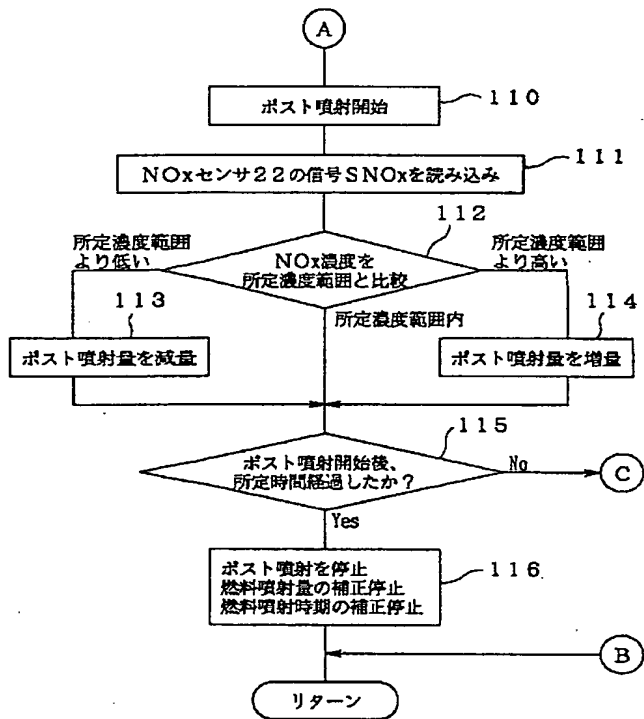 A
ポスト噴射開始
110
NOxセンサ22の信号SNOxを読み込み
111
112
所定濃度範囲
より低い
NOx濃度を
所定濃度範囲と比較
所定濃度範囲
より高い
113
所定濃度範囲内
114
ポスト噴射量を減量
ポスト噴射量を増量
115
ポスト噴射開始後、
所定時間経過したか?
No
C
Yes
ポスト噴射を停止
燃料噴射量の補正停止
燃料噴射時期の補正停止
116
B
リターン